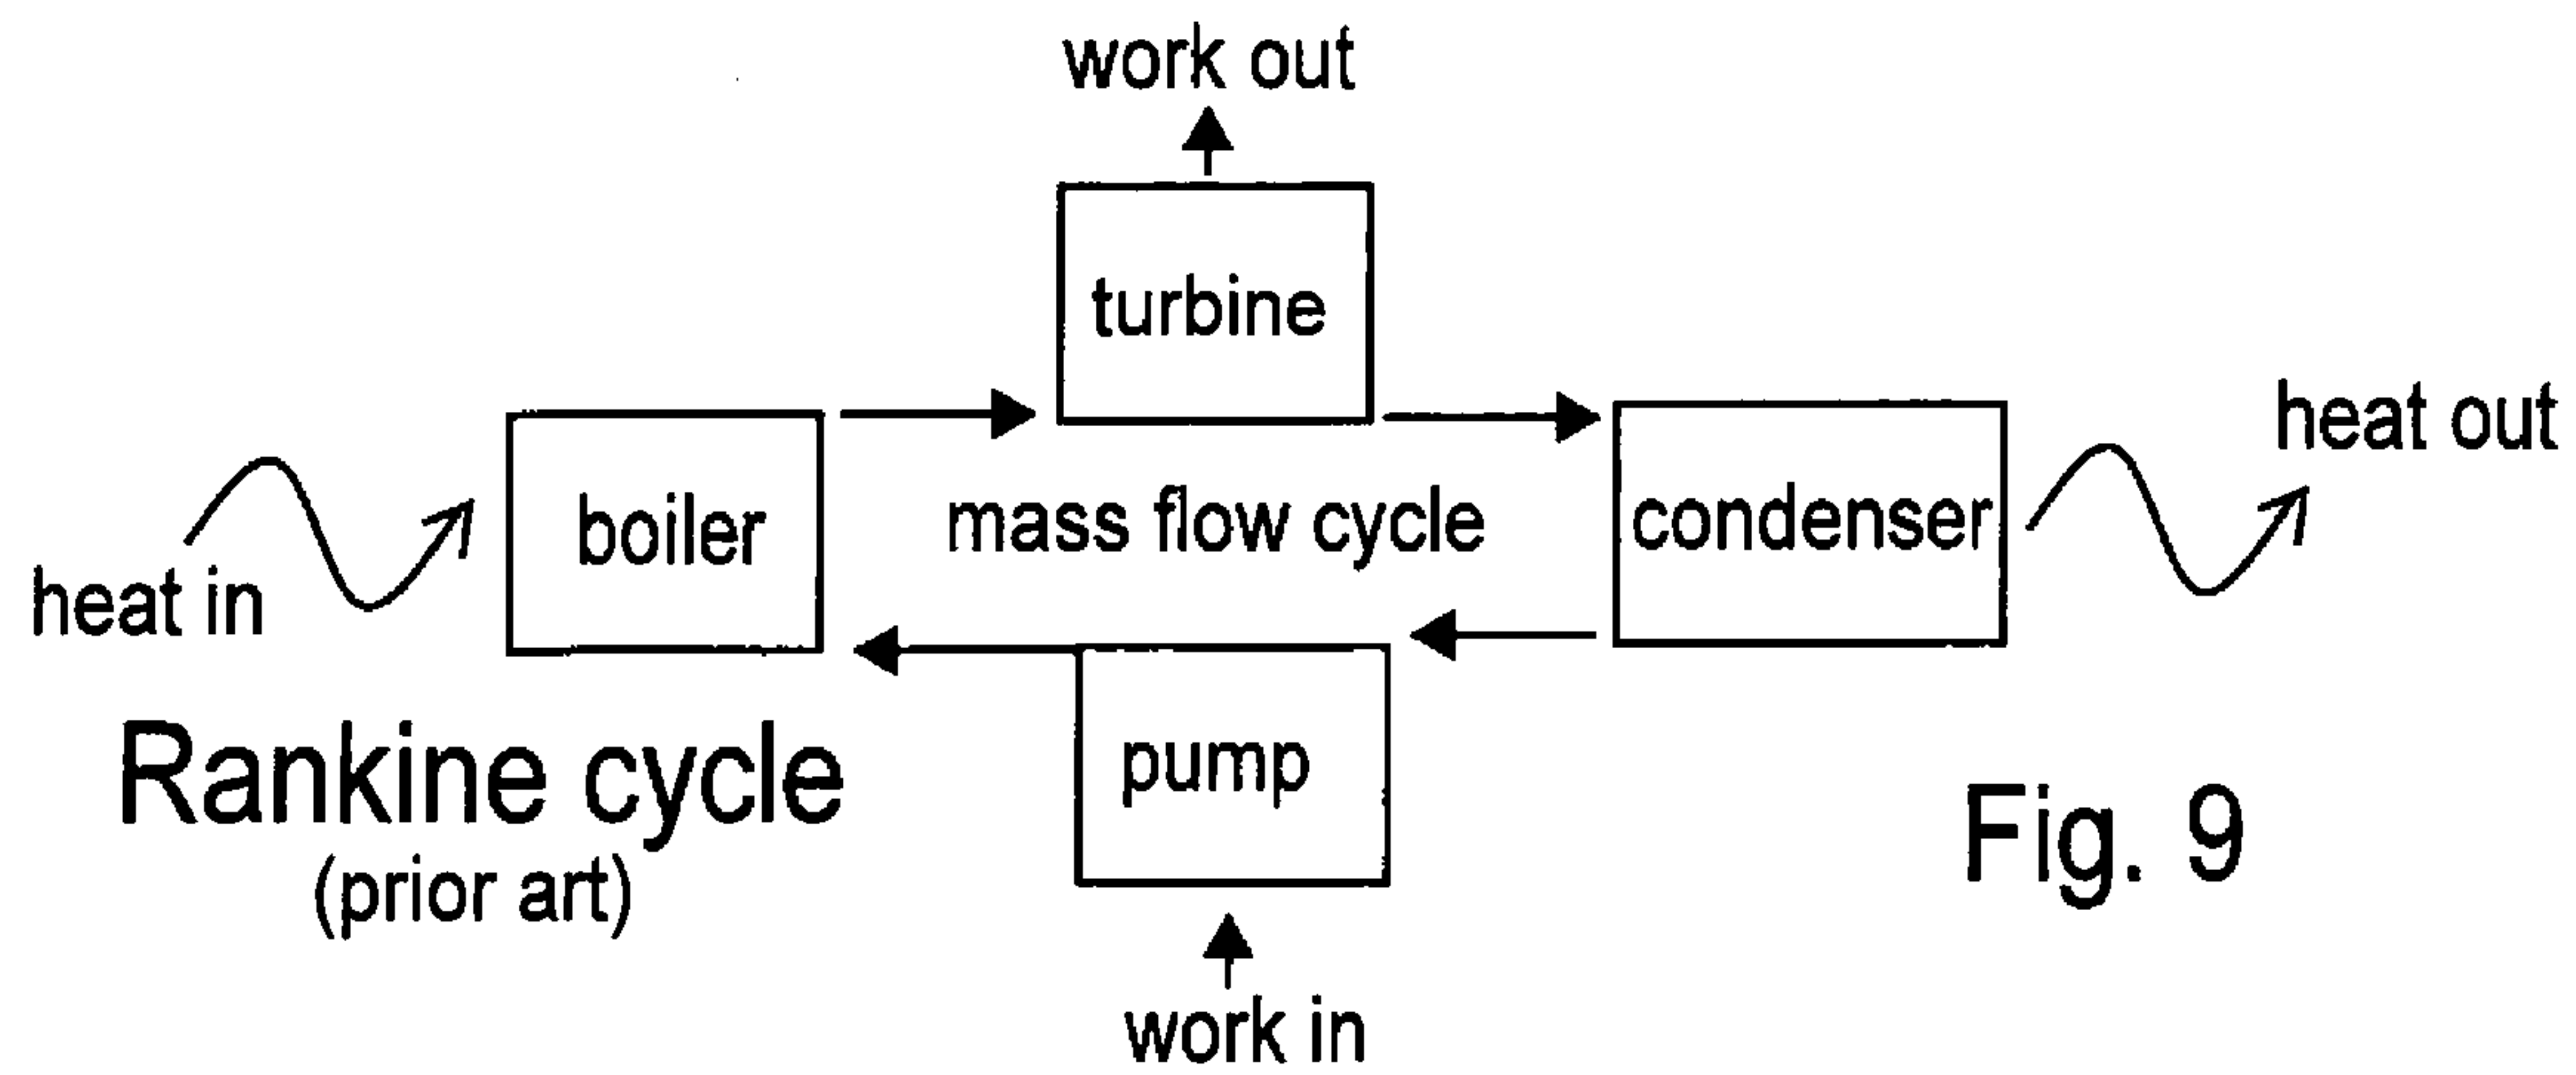 work out
turbine
heat out
boiler
mass flow cycle
condenser
heat in
Rankine cycle
(prior art)
pump
Fig. 9
work in